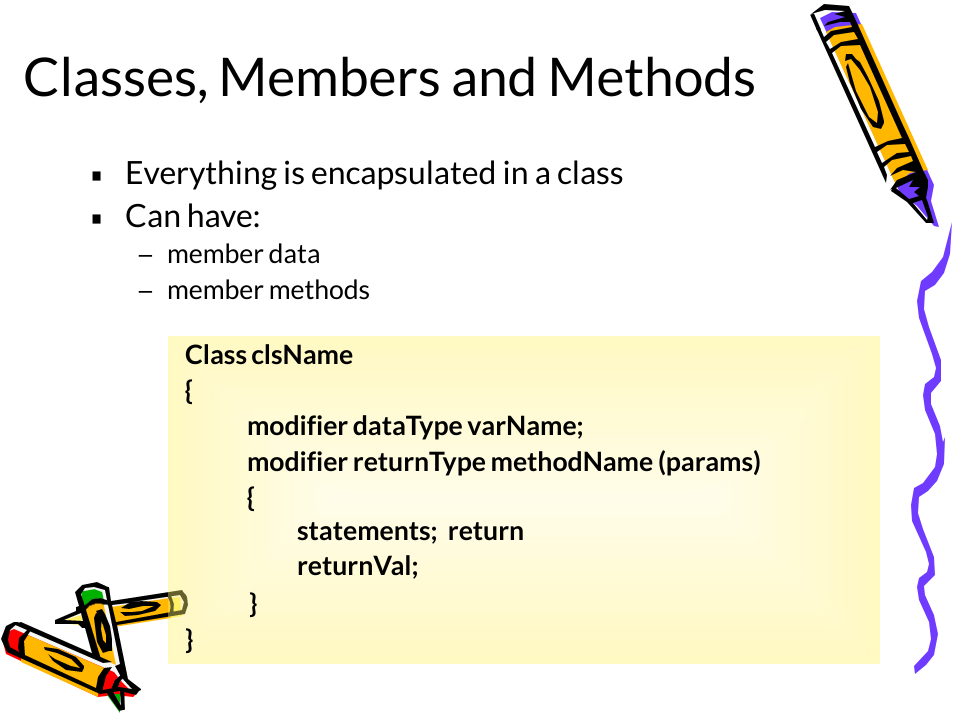 Classes, Members and Methods
▪ Everything is encapsulated in a class
▪ Can have:
– member data
– member methods
Class clsName
{
modifier dataType varName;
modifier returnType methodName (params)
{
statements; return
returnVal;
}
}